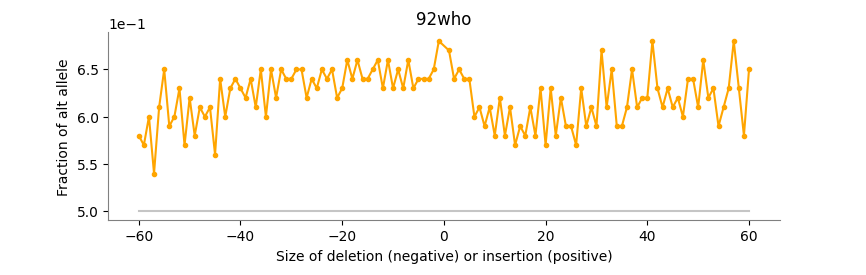 92who
1e−1
Fraction of alt allele
6.5
6.0
5.5
5.0
−60
−40
−20
0
20
40
60
Size of deletion (negative) or insertion (positive)